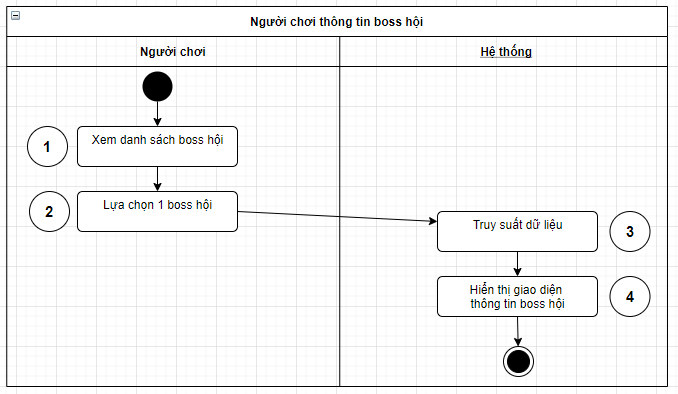 Người chơi thông tin boss hội
Người chơi
Hệ thống
1
Xem danh sách boss hội
2
Lựa chọn 1 boss hội
Truy suất dữ liệu
3
Hiển thị giao diện
thông tin boss hội
4